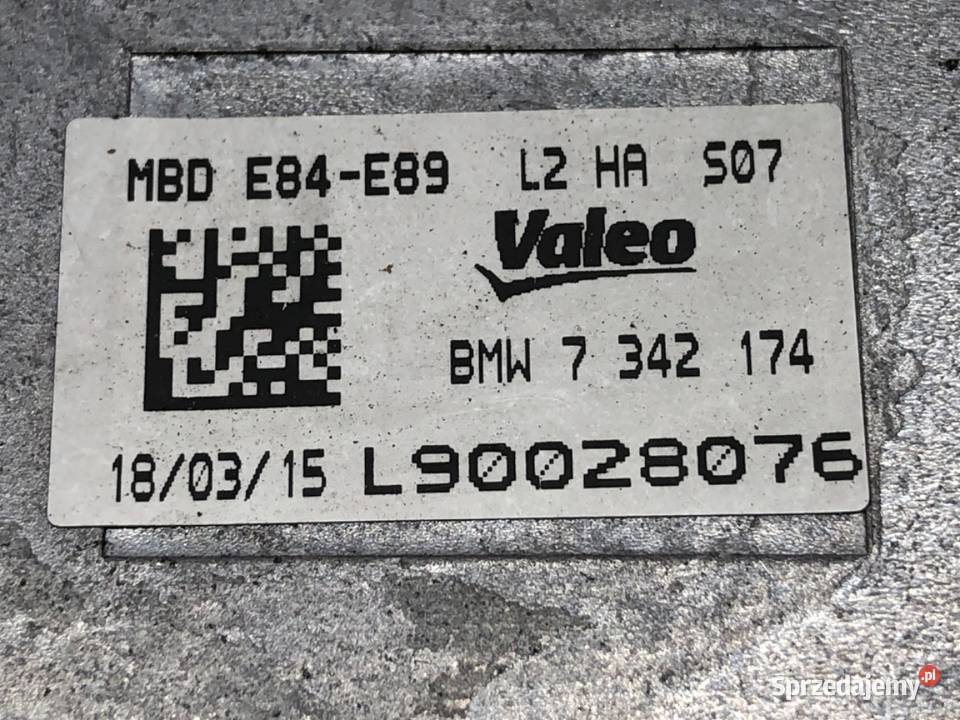 MBD E84-E89 L2 HA S07
Valeo
BMW 7 342 174
18/03/15 L90028076
Sprzedajemy.pl